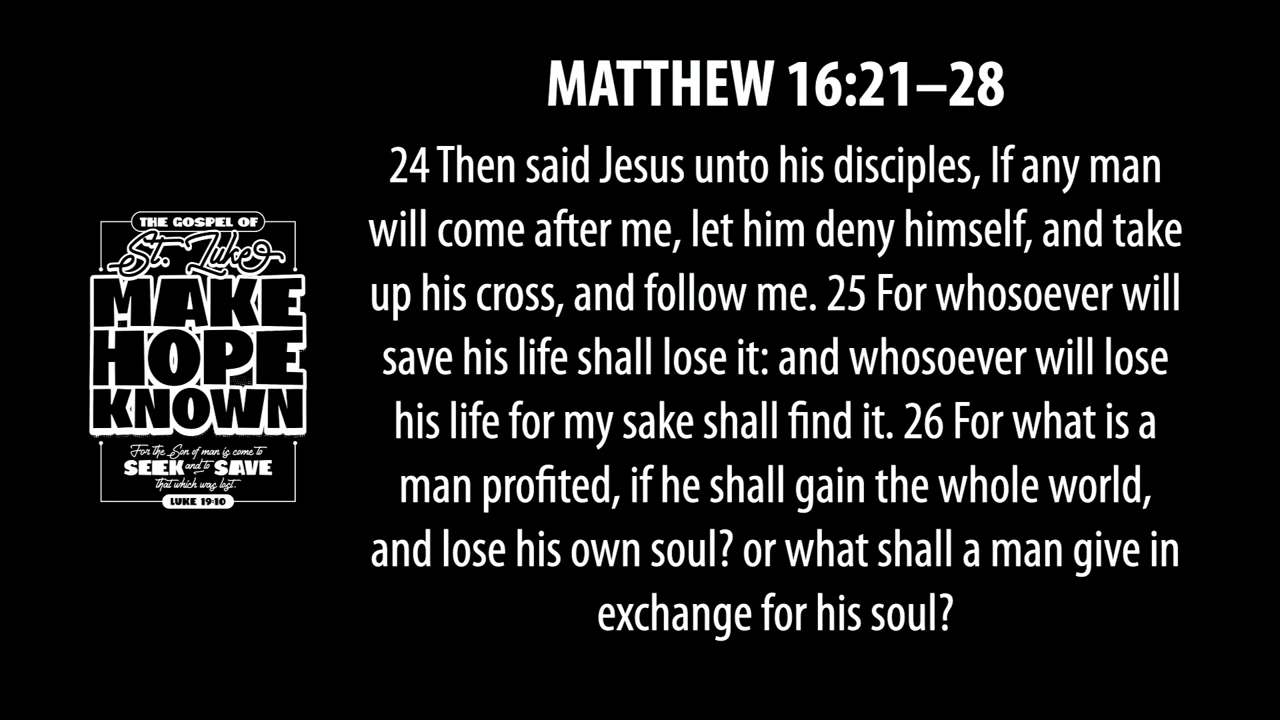 MATTHEW 16:21–28
24 Then said Jesus unto his disciples, If any man
will come after me, let him deny himself, and take
up his cross, and follow me. 25 For whosoever will
save his life shall lose it: and whosoever will lose
his life for my sake shall find it. 26 For what is a
man profited, if he shall gain the whole world,
and lose his own soul? or what shall a man give in
exchange for his soul?
THE GOSPEL OF
St. Luke
MAKE
HOPE
KNOWN
For the Son of man is come to
SEEK and to SAVE
that which was lost.
LUKE 19:10